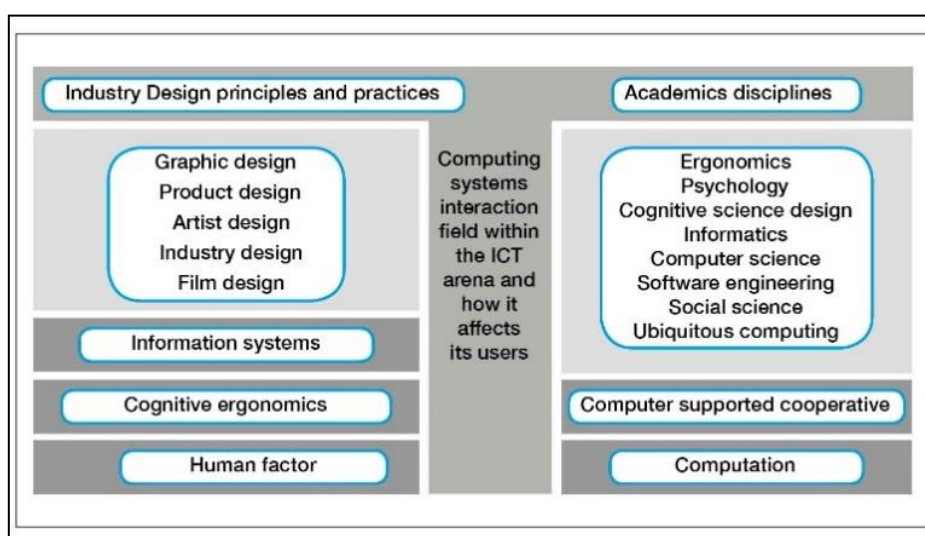 Industry Design principles and practices
Academics disciplines
Graphic design
Product design
Artist design
Industry design
Film design
Information systems
Cognitive ergonomics
Human factor
Computing
systems
interaction
field within
the ICT
arena and
how it
affects
its users
Ergonomics
Psychology
Cognitive science design
Informatics
Computer science
Software engineering
Social science
Ubiquitous computing
Computer supported cooperative
Computation